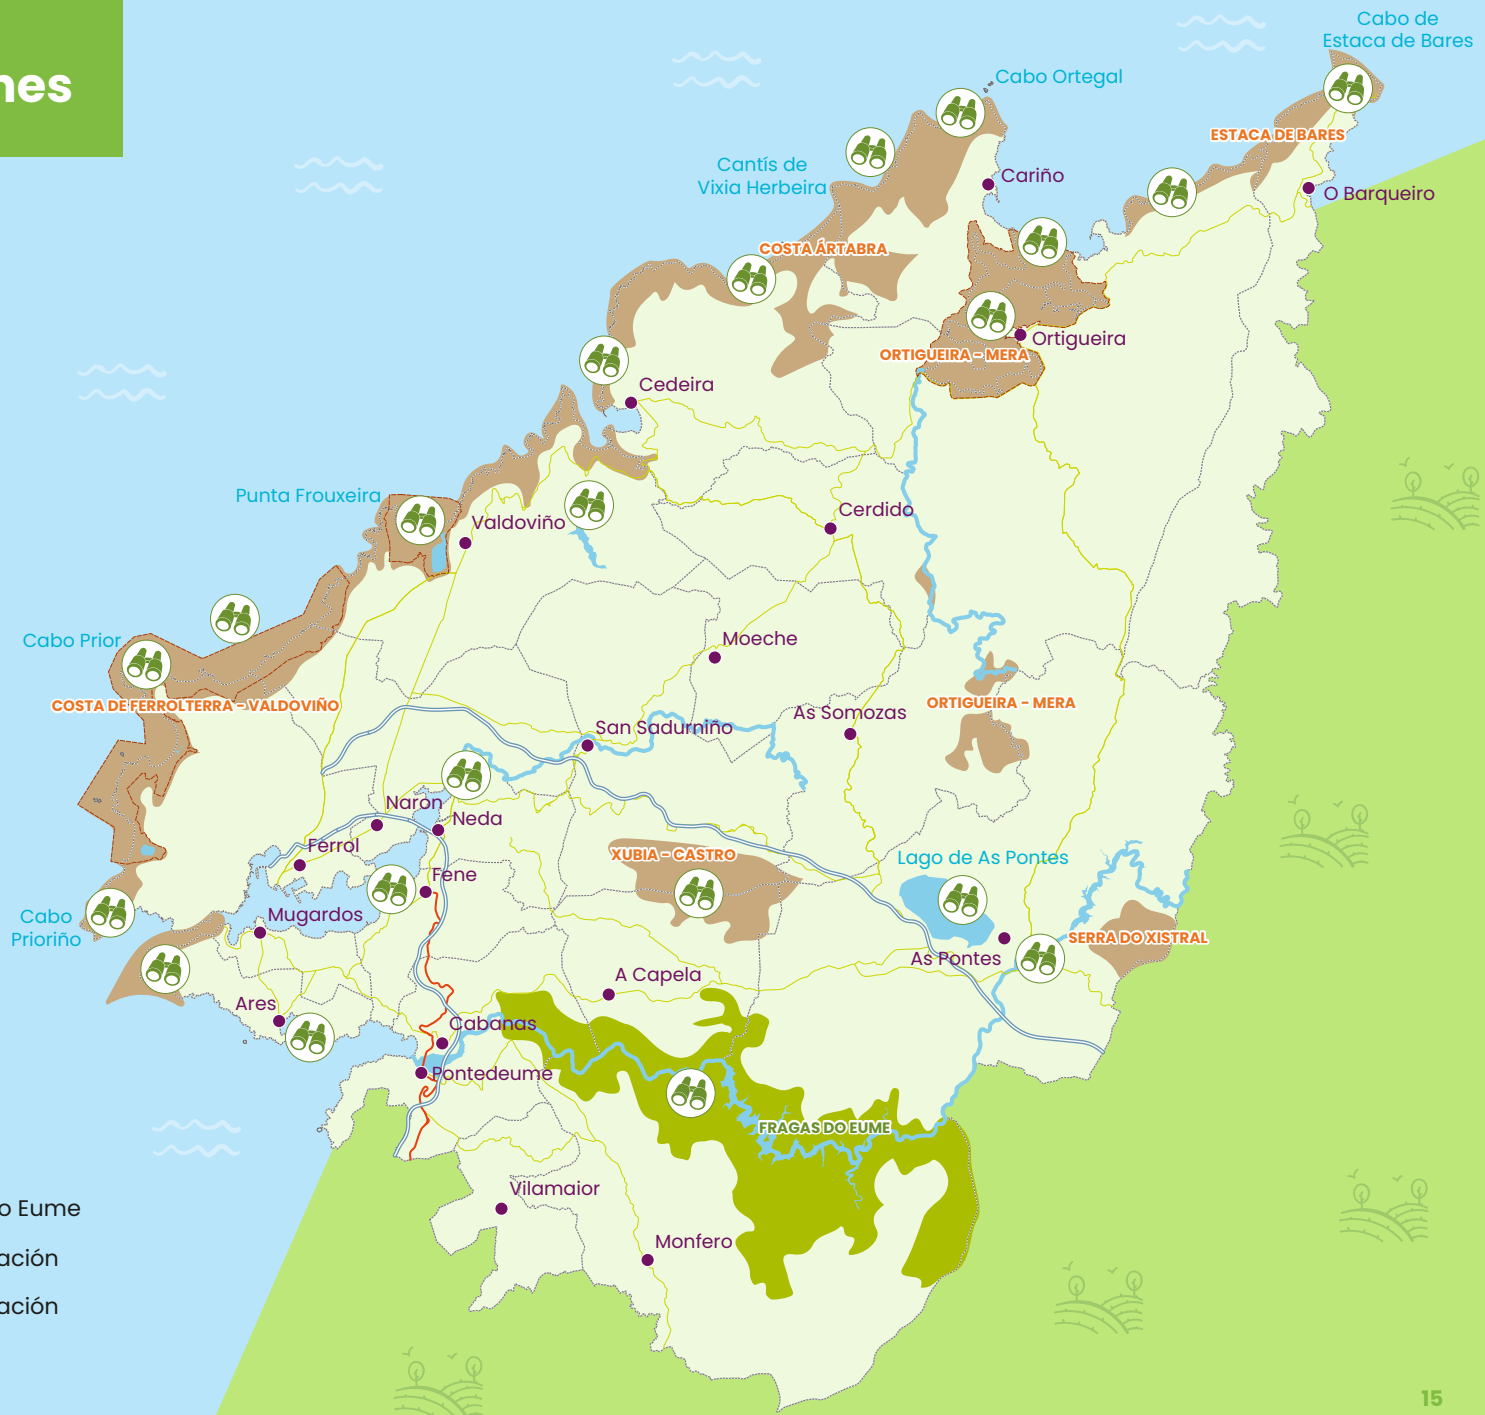 nes
Cabo de
Estaca de Bares
Cabo Ortegal
ESTACA DE BARES
Cantís de
Vixia Herbeira
Cariño
O Barqueiro
COSTA ÁRTABRA
Ortigueira
ORTIGUEIRA - MERA
Cedeira
Punta Frouxeira
Valdoviño
Cerdido
Cabo Prior
Moeche
COSTA DE FERROLTERRA - VALDOVIÑO
ORTIGUEIRA - MERA
As Somozas
San Sadurniño
Naron
Neda
Ferrol
XUBIA - CASTRO
Lago de As Pontes
Fene
Cabo
Prioriño
Mugardos
SERRA DO XISTRAL
As Pontes
A Capela
Ares
Cabanas
Pontedeume
FRAGAS DO EUME
Vilamaior
o Eume
Monfero
ación
ación
15